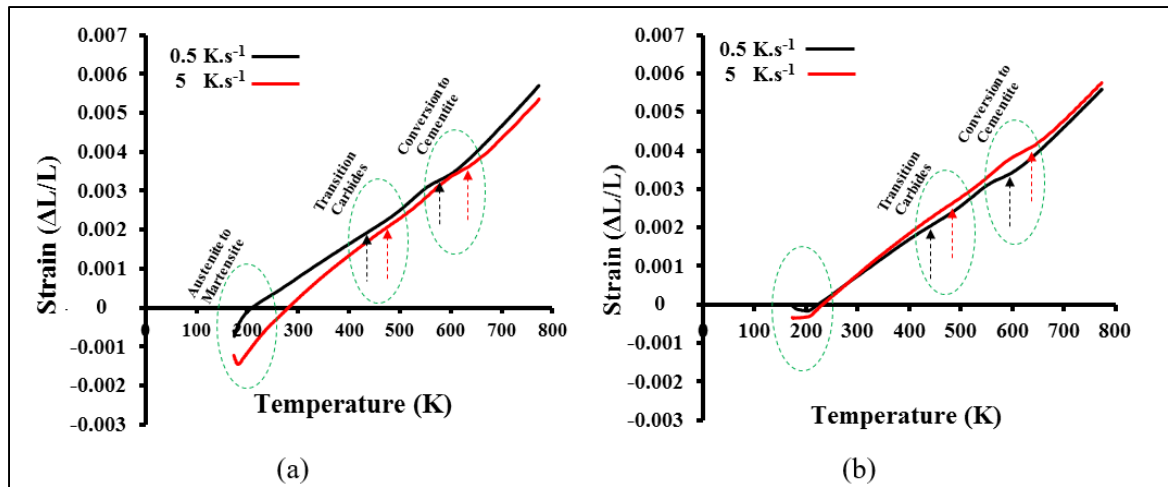 0.007
0.006
0.005
0.004
0.003
0.002
0.001
0
-0.001
-0.002
-0.003
Strain (ΔL/L)
0.5 K.s⁻¹
5 K.s⁻¹
Austenite to
Martensite
Transition
Carbides
Conversion to
Cementite
0 100 200 300 400 500 600 700 800
Temperature (K)
(a)
0.007
0.006
0.005
0.004
0.003
0.002
0.001
0
-0.001
-0.002
-0.003
Strain (ΔL/L)
0.5 K.s⁻¹
5 K.s⁻¹
Transition
Carbides
Conversion to
Cementite
0 100 200 300 400 500 600 700 800
Temperature (K)
(b)